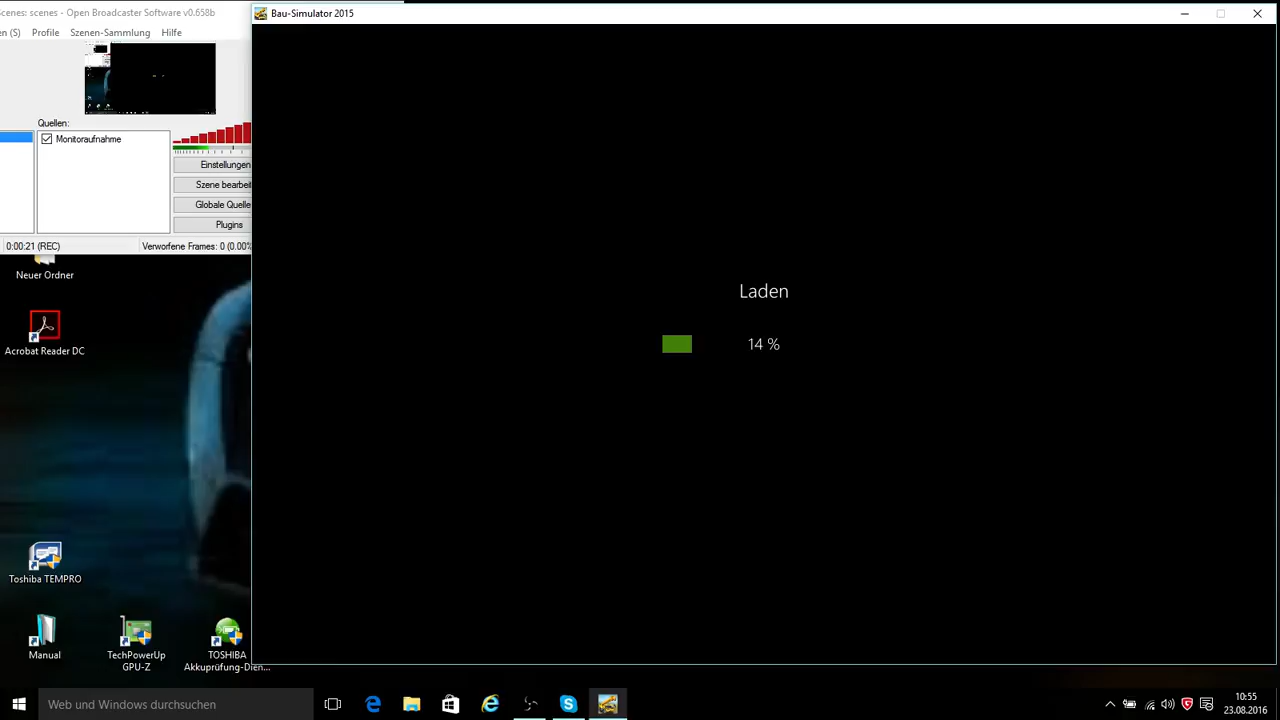 Scenes: scenes - Open Broadcaster Software v0.658b
Bau-Simulator 2015
en (S) Profile Szenen-Sammlung Hilfe
Quellen:
Monitoraufnahme
Einstellungen
Szene bearbeit
Globale Quelle
Plugins
0:00:21 (REC) Verworfene Frames: 0 (0.00%
Neuer Ordner
Laden
14 %
Acrobat Reader DC
Toshiba TEMPRO
Manual
TechPowerUp
GPU-Z
TOSHIBA
Akkuprüfung-Dien...
Web und Windows durchsuchen
10:55
23.08.2016